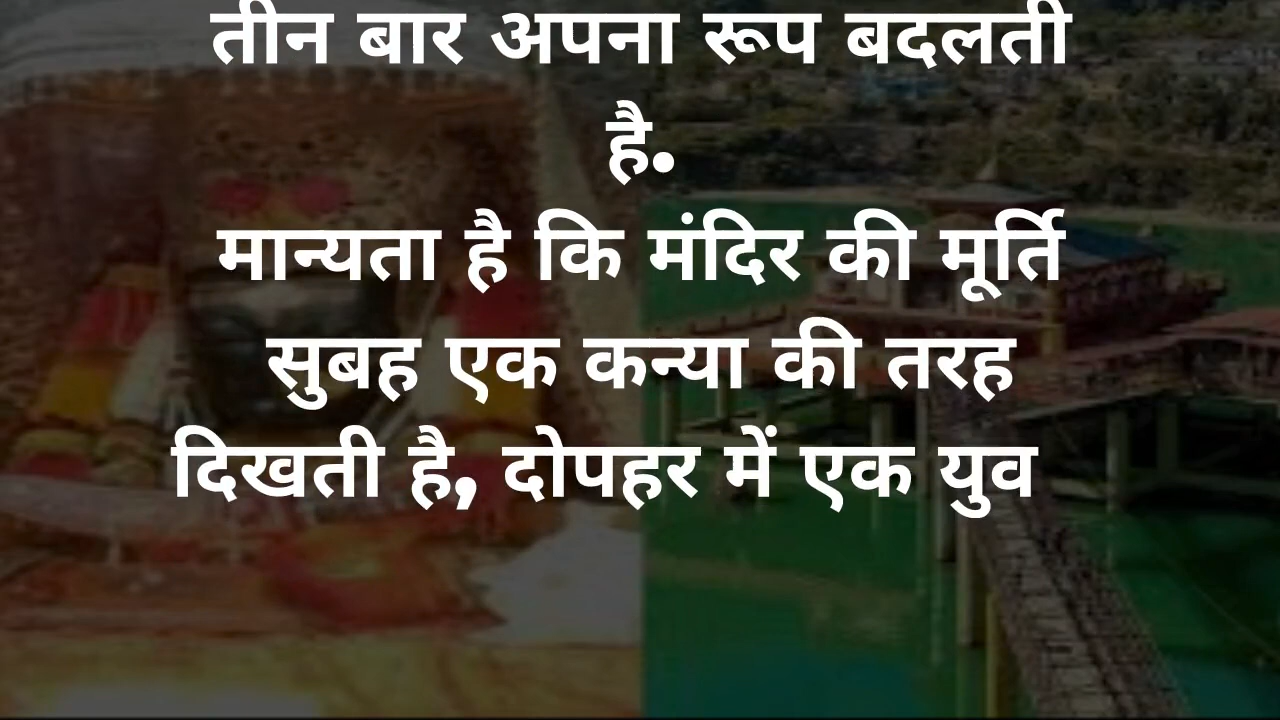 तीन बार अपना रूप बदलती
है.
मान्यता है कि मंदिर की मूर्ति
सुबह एक कन्या की तरह
दिखती है, दोपहर में एक युव